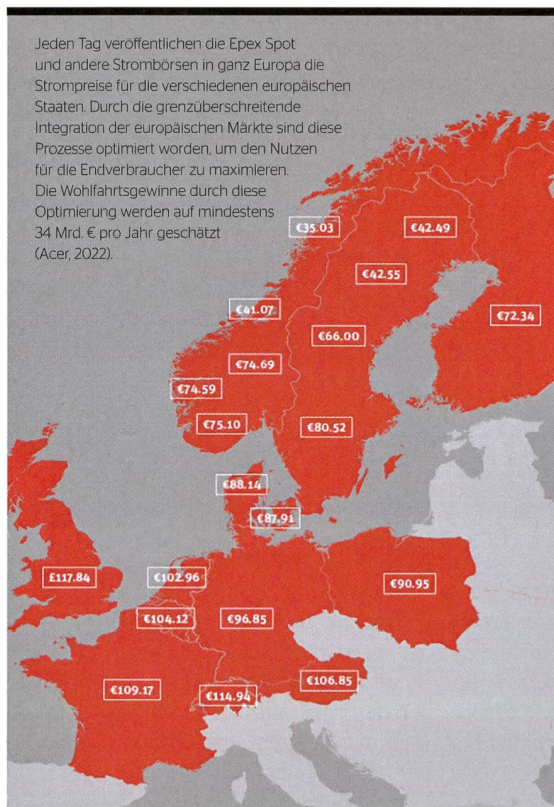 Jeden Tag veröffentlichen die Epex Spot
und andere Strombörsen in ganz Europa die
Strompreise für die verschiedenen europäischen
Staaten. Durch die grenzüberschreitende
Integration der europäischen Märkte sind diese
Prozesse optimiert worden, um den Nutzen
für die Endverbraucher zu maximieren.
Die Wohlfahrtsgewinne durch diese
Optimierung werden auf mindestens
34 Mrd. € pro Jahr geschätzt
(Acer, 2022).
€35.03
€42.49
€42.55
€41.07
€72.34
€66.00
€74.69
€74.59
€75.10
€80.52
€88.14
€87.91
£117.84
€102.96
€90.95
€104.12
€96.85
€106.85
€109.17
€114.94